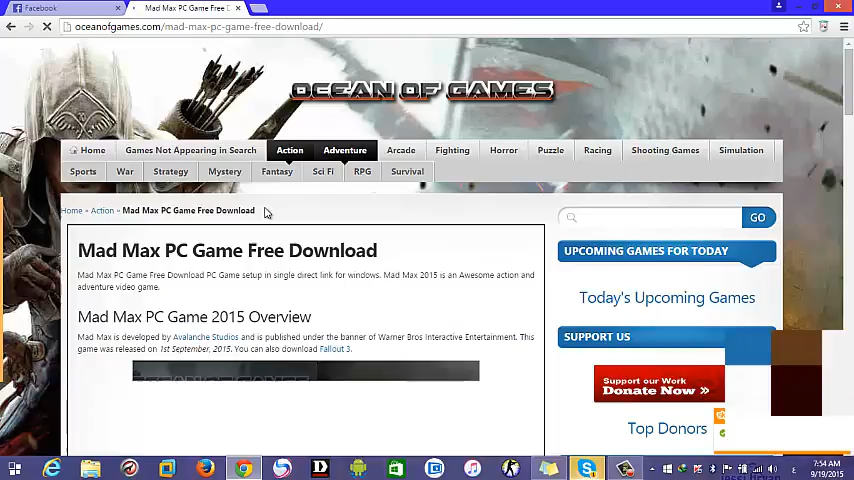 Facebook
Mad Max PC Game Free D
oceanofgames.com/mad-max-pc-game-free-download/
OCEAN OF GAMES
Home
Games Not Appearing in Search
Action
Adventure
Arcade
Fighting
Horror
Puzzle
Racing
Shooting Games
Simulation
Sports
War
Strategy
Mystery
Fantasy
Sci Fi
RPG
Survival
Home » Action » Mad Max PC Game Free Download
GO
Mad Max PC Game Free Download
Mad Max PC Game Free Download PC Game setup in single direct link for windows. Mad Max 2015 is an Awesome action and
adventure video game.
Mad Max PC Game 2015 Overview
Mad Max is developed by Avalanche Studios and is published under the banner of Warner Bros Interactive Entertainment. This
game was released on 1st September, 2015. You can also download Fallout 3.
UPCOMING GAMES FOR TODAY
Today's Upcoming Games
SUPPORT US
Support our Work
Donate Now »
Top Donors
7:54 AM
9/19/2015